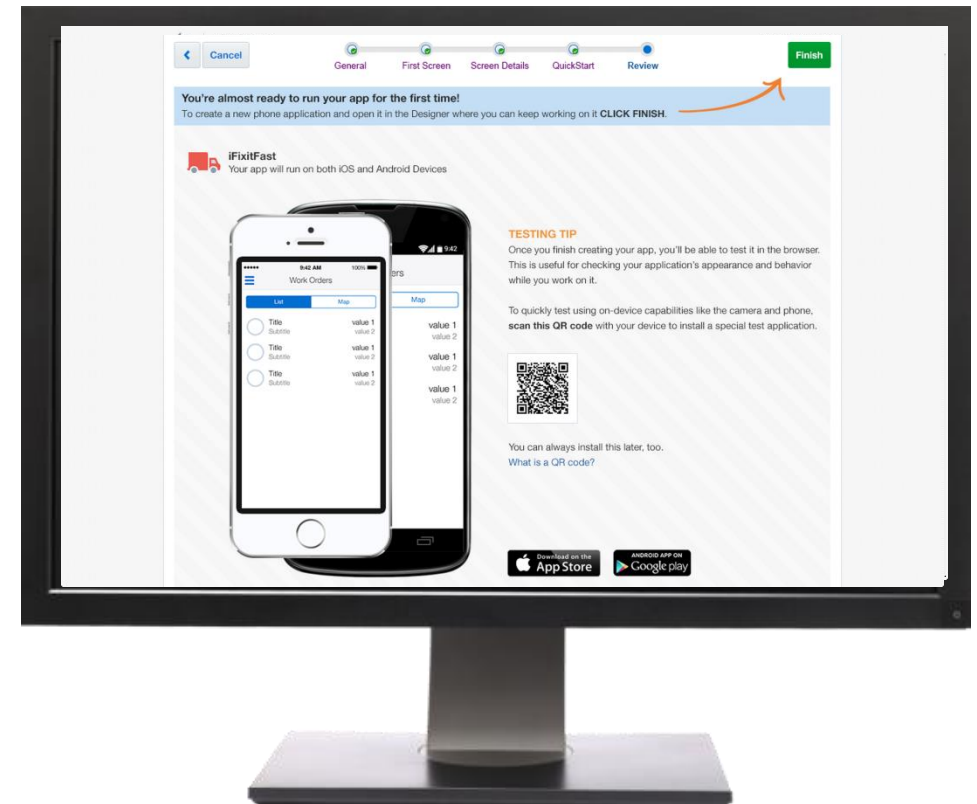 Cancel
General First Screen Screen Details QuickStart Review
Finish
You're almost ready to run your app for the first time!
To create a new phone application and open it in the Designer where you can keep working on it CLICK FINISH.
iFixitFast
Your app will run on both iOS and Android Devices
9:42
9:42 AM 100%
Work Orders
ers
List Map
Map
Title value 1
Subtitle value 2
Title value 1
Subtitle value 2
Title value 1
Subtitle value 2
value 1
value 2
value 1
value 2
value 1
value 2
TESTING TIP
Once you finish creating your app, you'll be able to test it in the browser.
This is useful for checking your application's appearance and behavior
while you work on it.
To quickly test using on-device capabilities like the camera and phone,
scan this QR code with your device to install a special test application.
You can always install this later, too.
What is a QR code?
Download on the
App Store
ANDROID APP ON
Google play